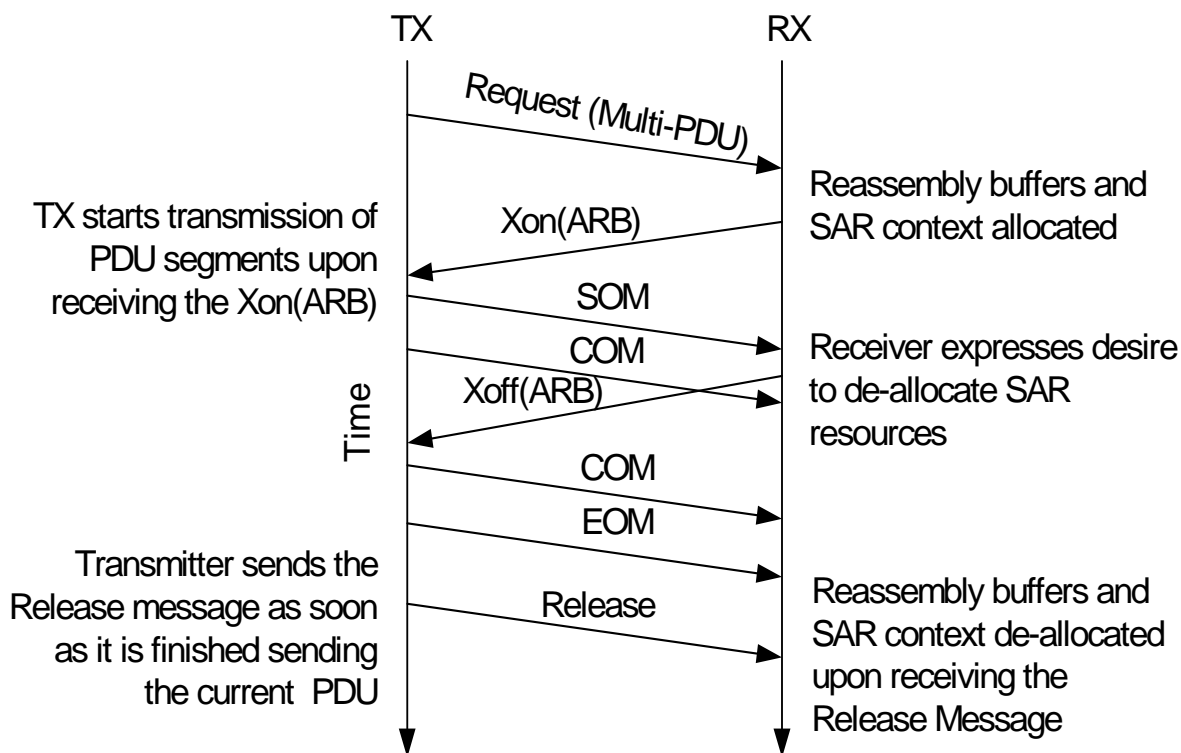 TX
RX
Request (Multi-PDU)
Reassembly buffers and
SAR context allocated
Xon(ARB)
TX starts transmission of
PDU segments upon
receiving the Xon(ARB)
SOM
COM
Receiver expresses desire
to de-allocate SAR
resources
Xoff(ARB)
Time
COM
EOM
Transmitter sends the
Release message as soon
as it is finished sending
the current PDU
Release
Reassembly buffers and
SAR context de-allocated
upon receiving the
Release Message